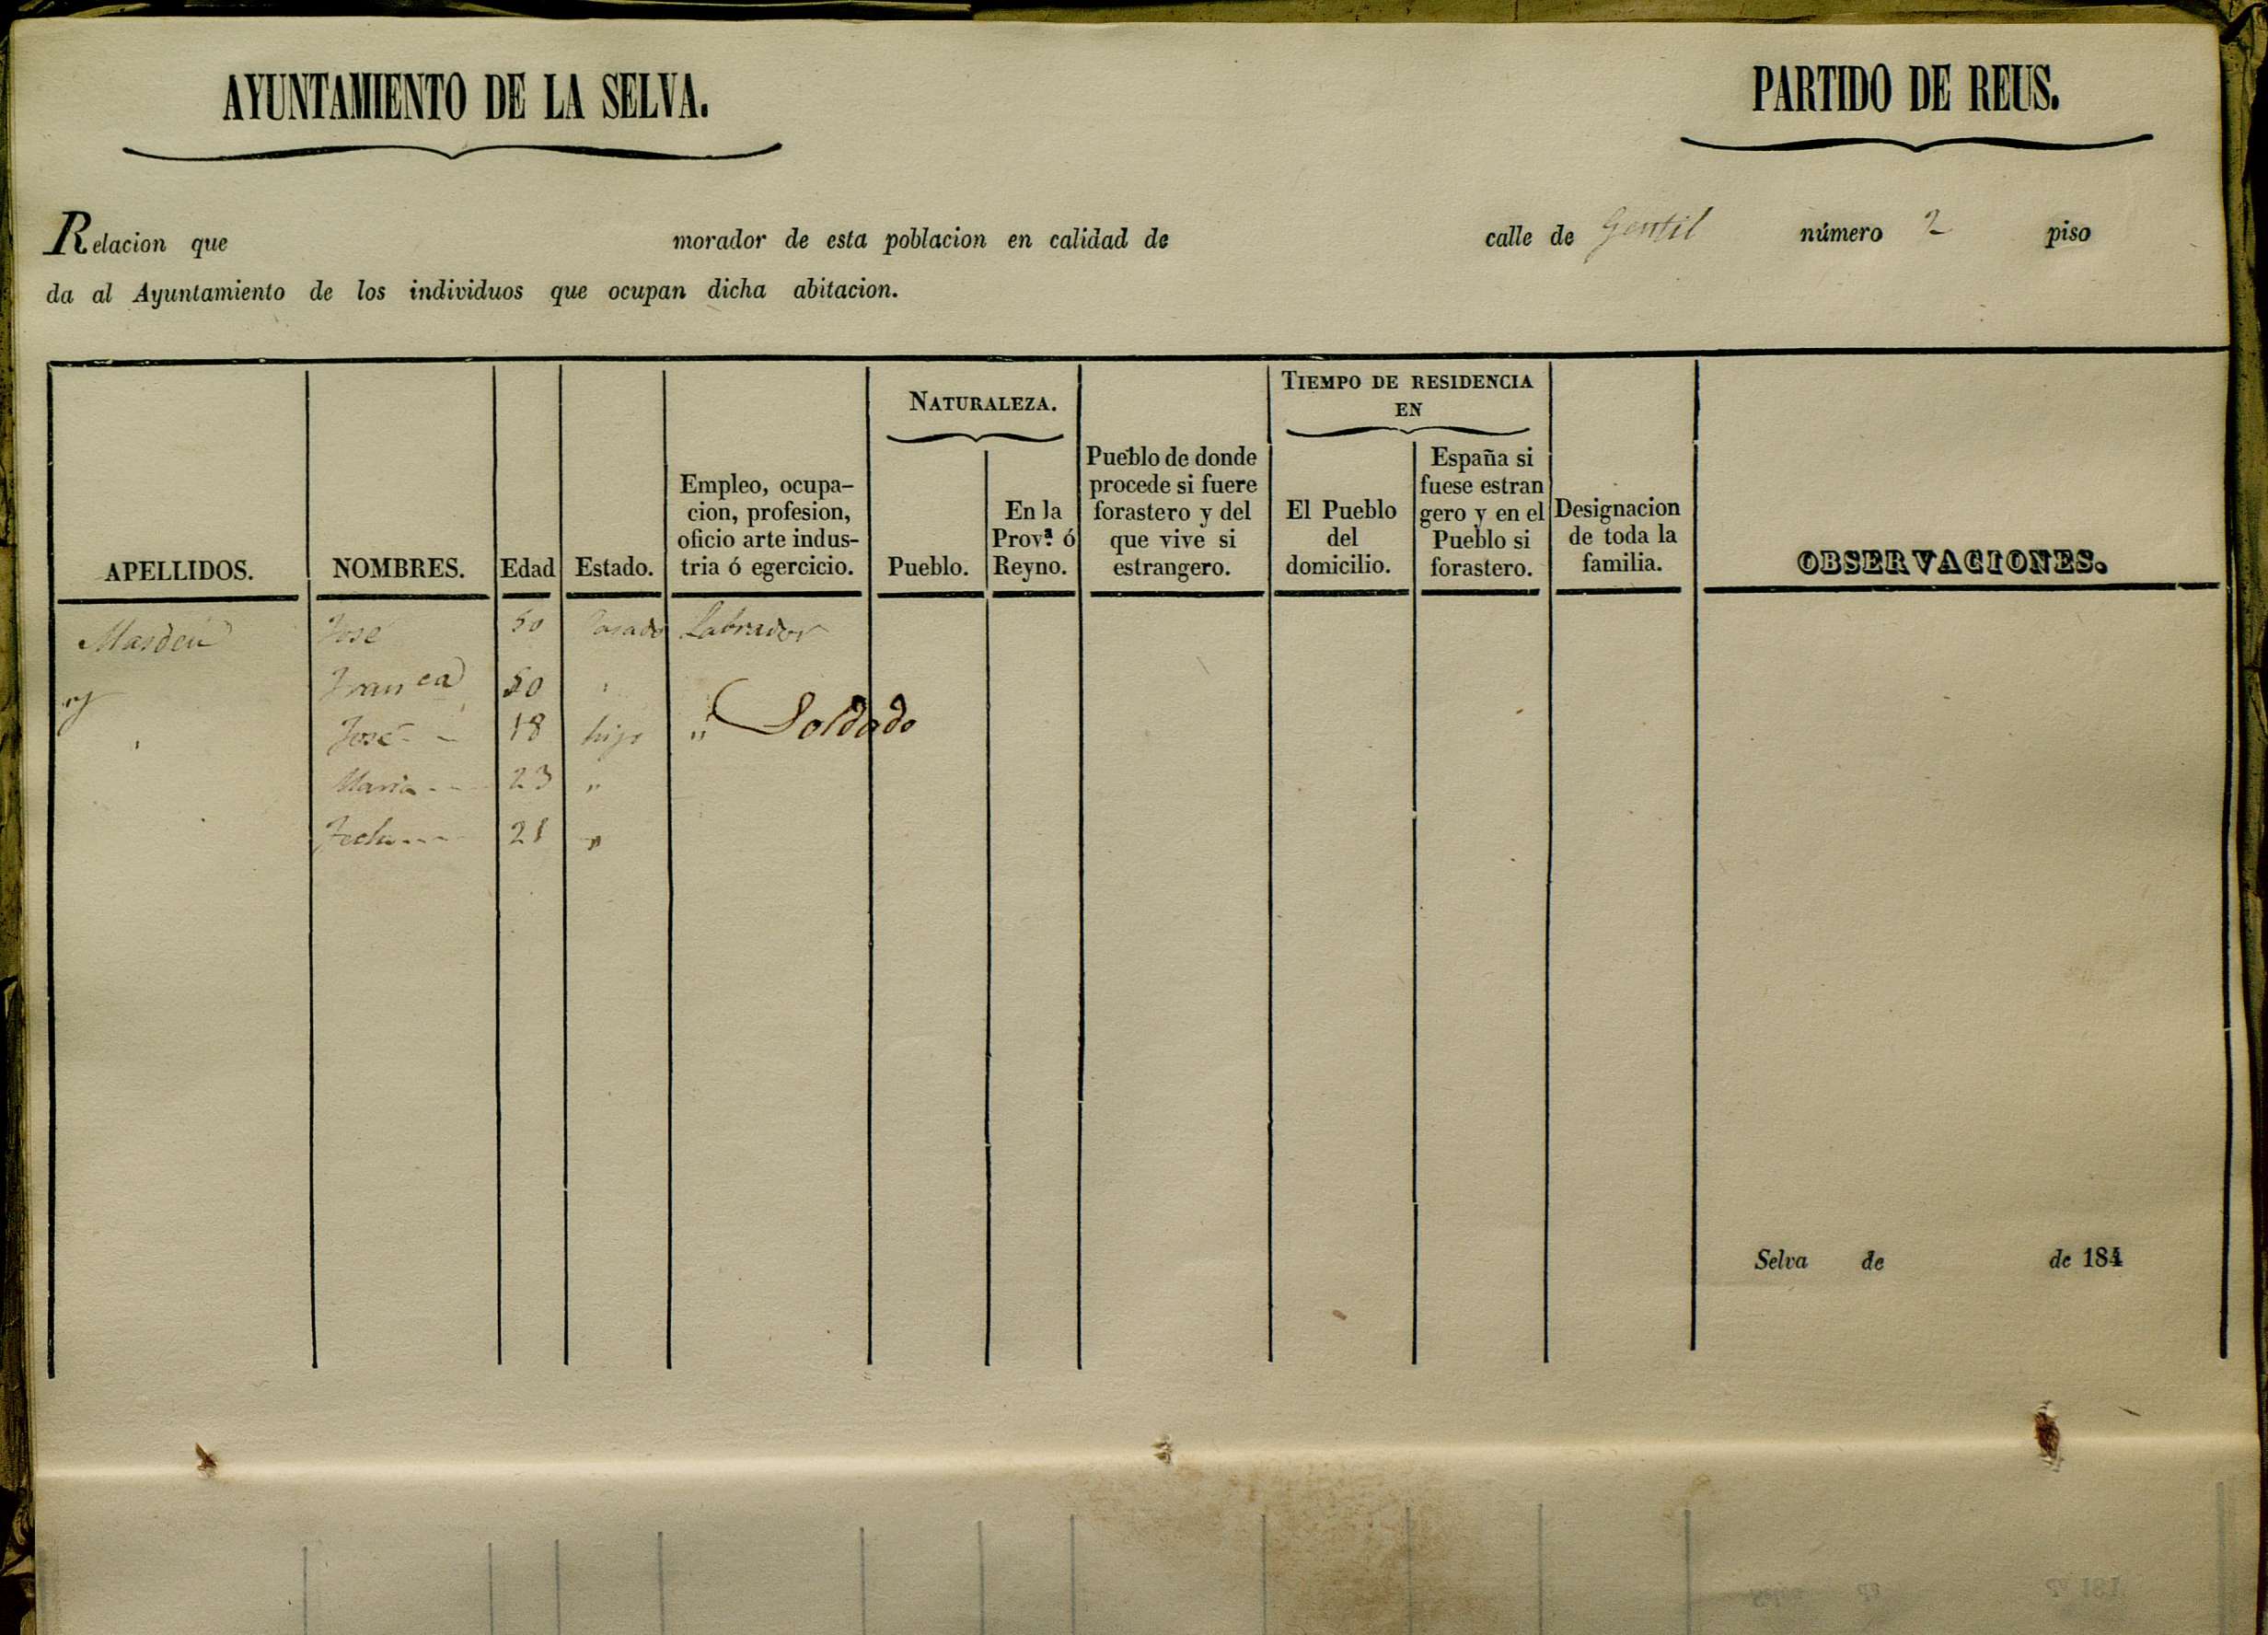 AYUNTAMIENTO DE LA SELVA.
PARTIDO DE REUS.
Relacion que morador de esta poblacion en calidad de calle de Gentil número 2 piso
da al Ayuntamiento de los individuos que ocupan dicha abitacion.
APELLIDOS.
NOMBRES.
Edad
Estado.
Empleo, ocupa-
cion, profesion,
oficio arte indus-
tria ó egercicio.
NATURALEZA.
Pueblo.
En la
Prov.ª ó
Reyno.
Pueblo de donde
procede si fuere
forastero y del
que vive si
estrangero.
TIEMPO DE RESIDENCIA
EN
El Pueblo
del
domicilio.
España si
fuese estran
gero y en el
Pueblo si
forastero.
Designacion
de toda la
familia.
OBSERVACIONES.
Masdeu José 50 Casado Labrador
y Franca 50
José 18 hijo " Soldado
Maria 23 "
21 "
Selva de de 184